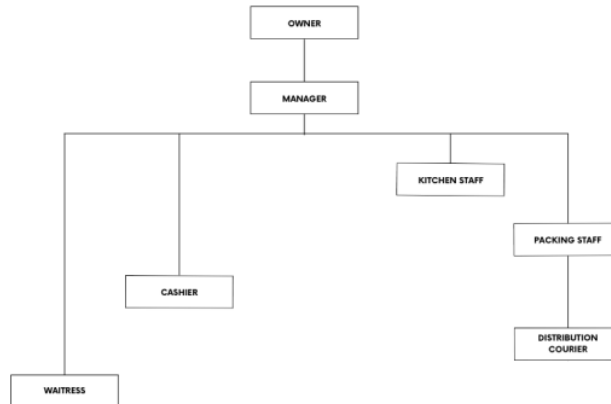 OWNER
MANAGER
KITCHEN STAFF
PACKING STAFF
CASHIER
DISTRIBUTION
COURIER
WAITRESS